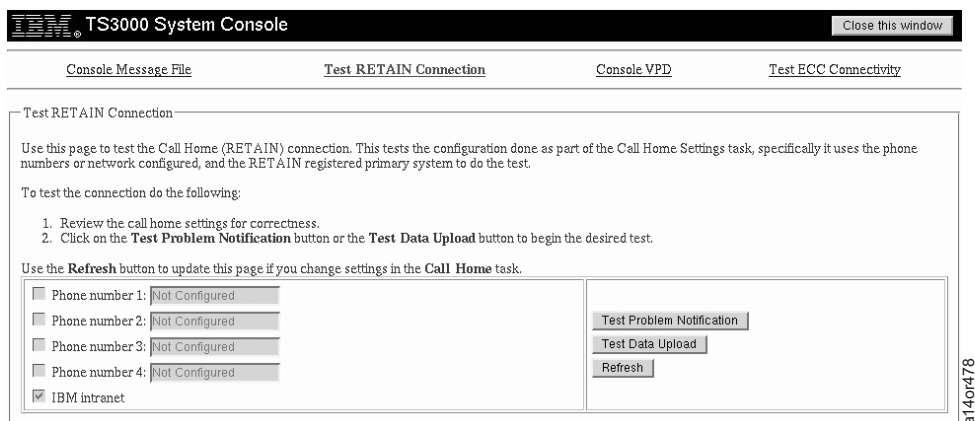 IBM® TS3000 System Console
Close this window
Console Message File
Test RETAIN Connection
Console VPD
Test ECC Connectivity
Test RETAIN Connection
Use this page to test the Call Home (RETAIN) connection. This tests the configuration done as part of the Call Home Settings task, specifically it uses the phone
numbers or network configured, and the RETAIN registered primary system to do the test.
To test the connection do the following:
1. Review the call home settings for correctness.
2. Click on the Test Problem Notification button or the Test Data Upload button to begin the desired test.
Use the Refresh button to update this page if you change settings in the Call Home task.
Phone number 1: Not Configured
Phone number 2: Not Configured
Phone number 3: Not Configured
Phone number 4: Not Configured
IBM intranet
Test Problem Notification
Test Data Upload
Refresh
a14or478